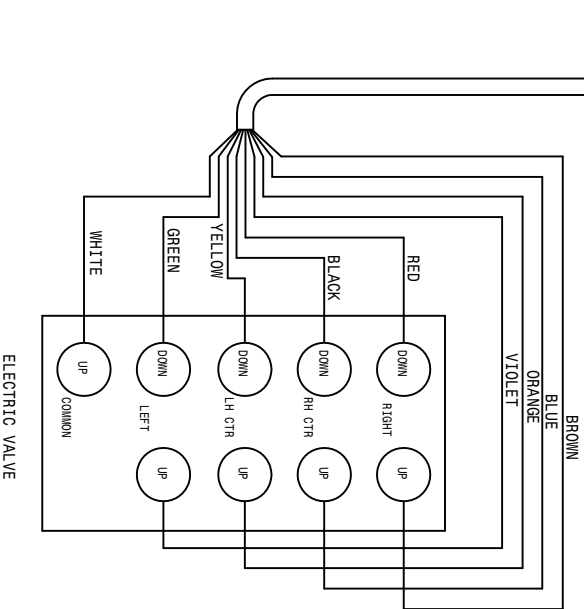 WHITE
GREEN
YELLOW
BLACK
RED
UP
DOWN
DOWN
DOWN
DOWN
COMMON
LEFT
LH CTR
RH CTR
RIGHT
UP
UP
UP
UP
VIOLET
ORANGE
BLUE
BROWN
ELECTRIC VALVE